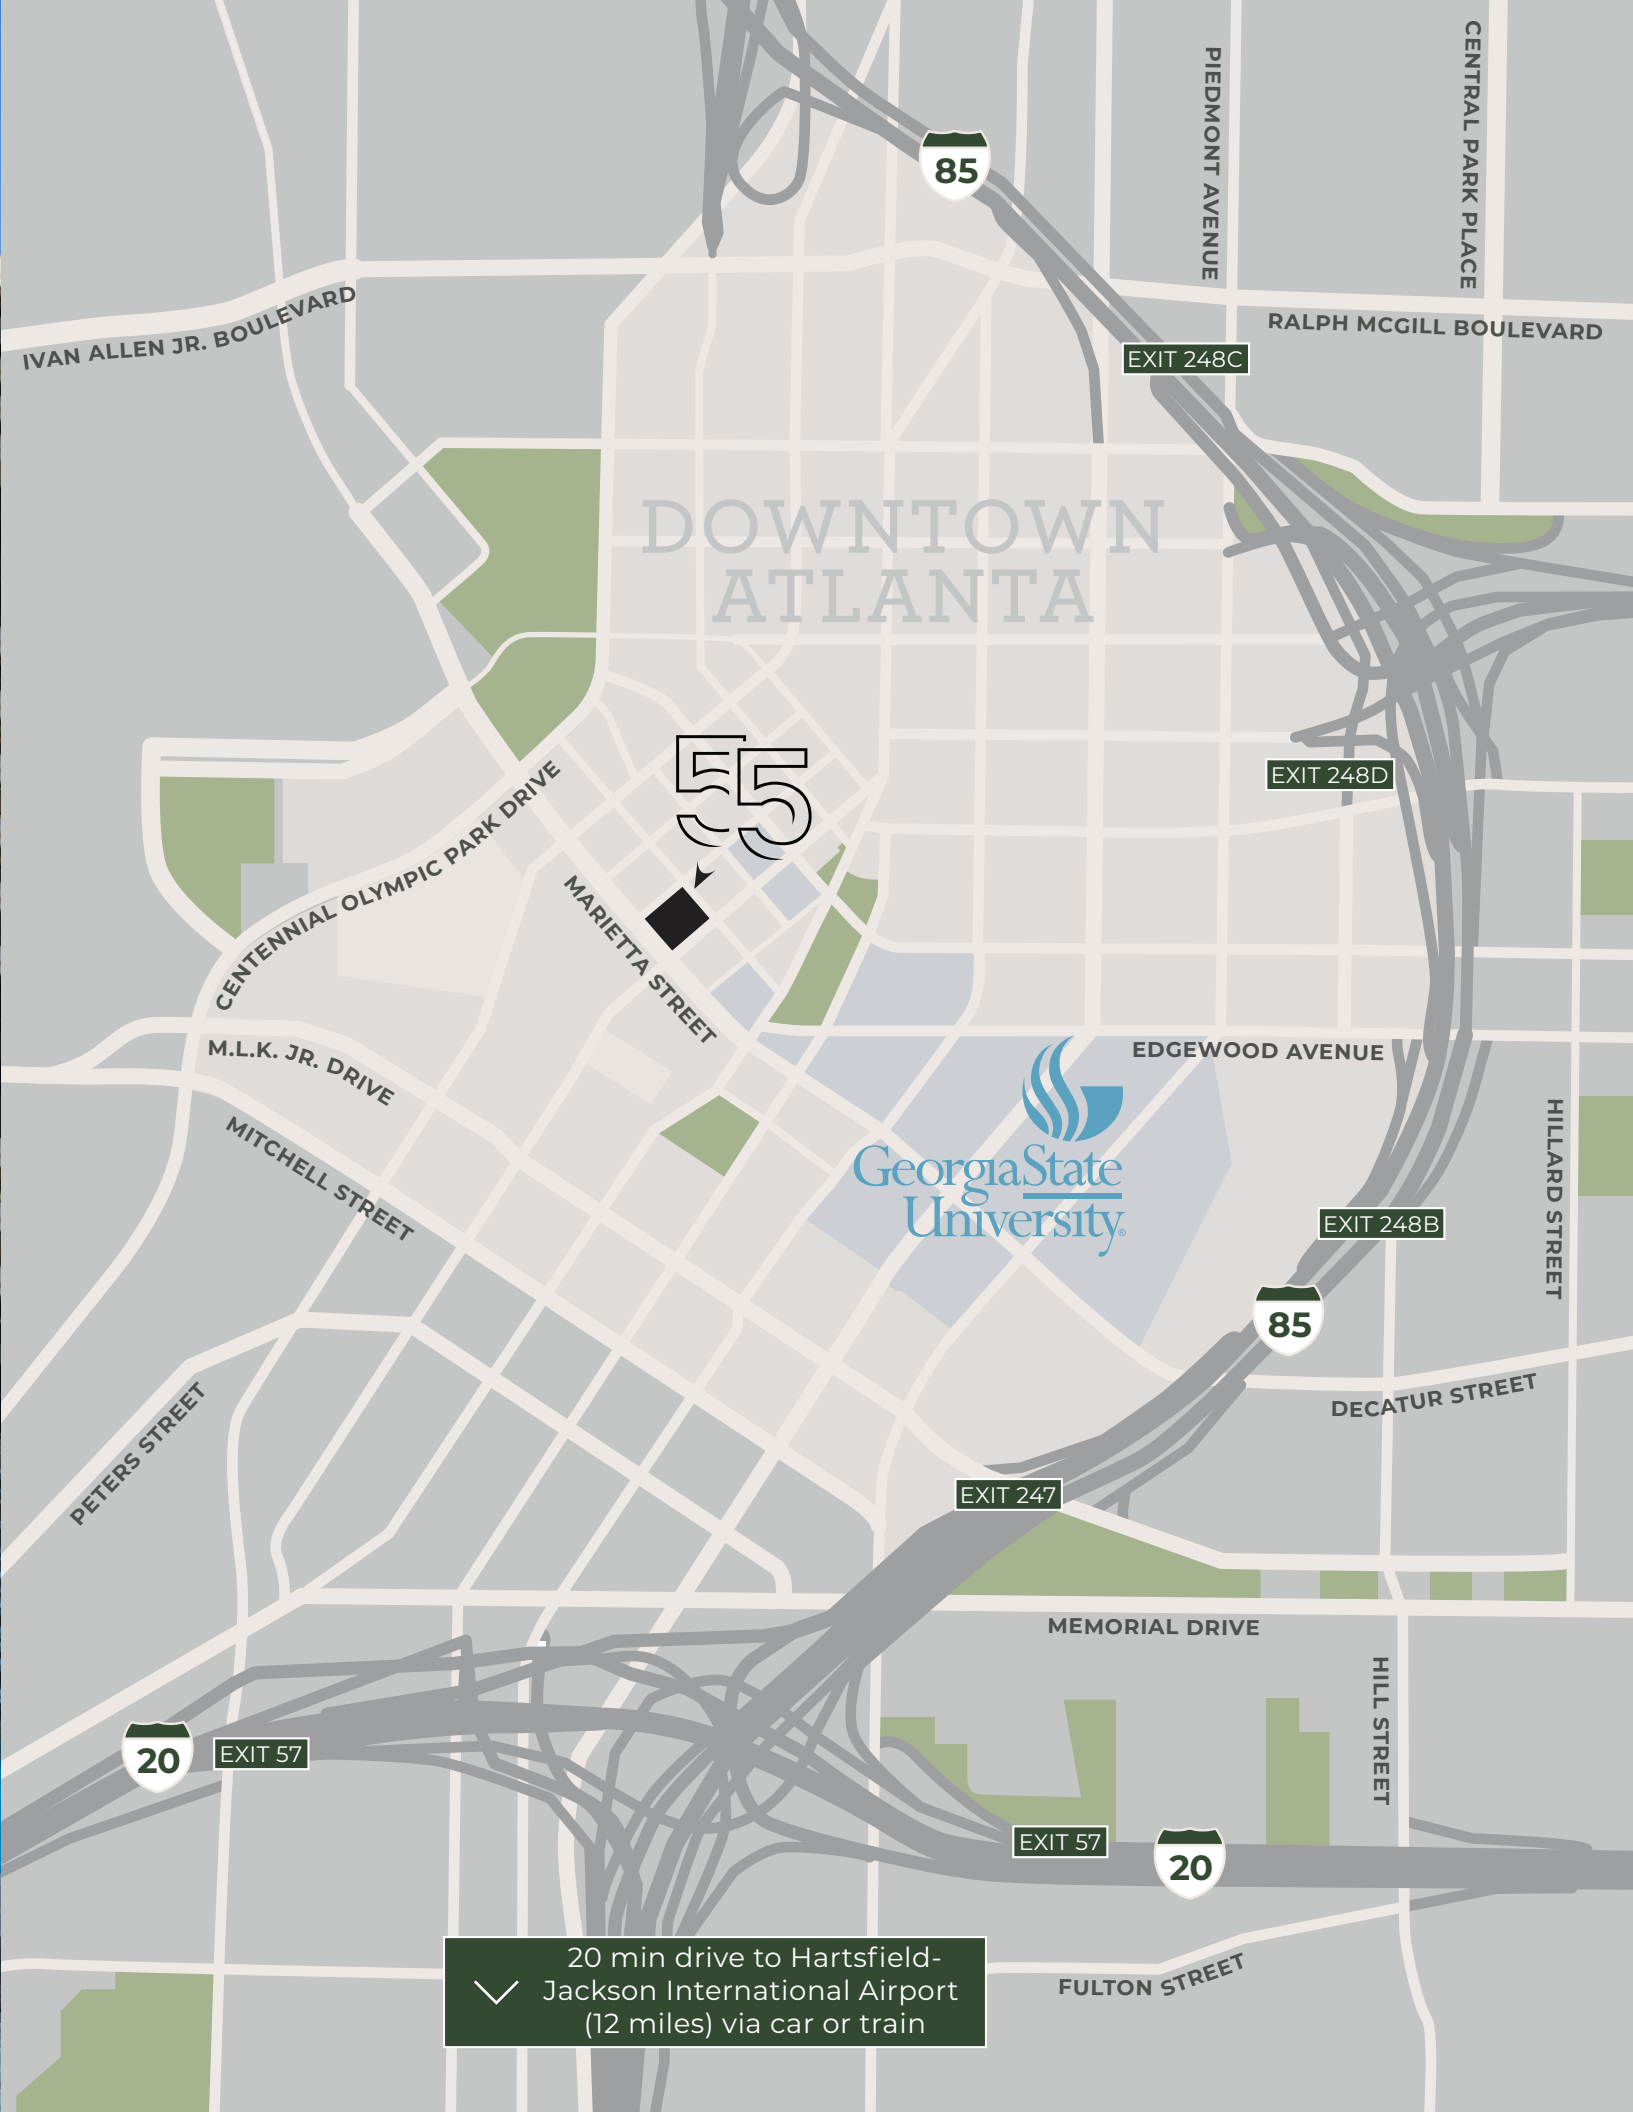 85
PIEDMONT AVENUE
CENTRAL PARK PLACE
IVAN ALLEN JR. BOULEVARD
RALPH MCGILL BOULEVARD
EXIT 248C
DOWNTOWN
ATLANTA
55
EXIT 248D
CENTENNIAL OLYMPIC PARK DRIVE
MARIETTA STREET
M.L.K. JR. DRIVE
EDGEWOOD AVENUE
MITCHELL STREET
GeorgiaState
University®
HILLARD STREET
EXIT 248B
85
PETERS STREET
DECATUR STREET
EXIT 247
MEMORIAL DRIVE
HILL STREET
20
EXIT 57
EXIT 57
20
20 min drive to Hartsfield-
Jackson International Airport
(12 miles) via car or train
FULTON STREET